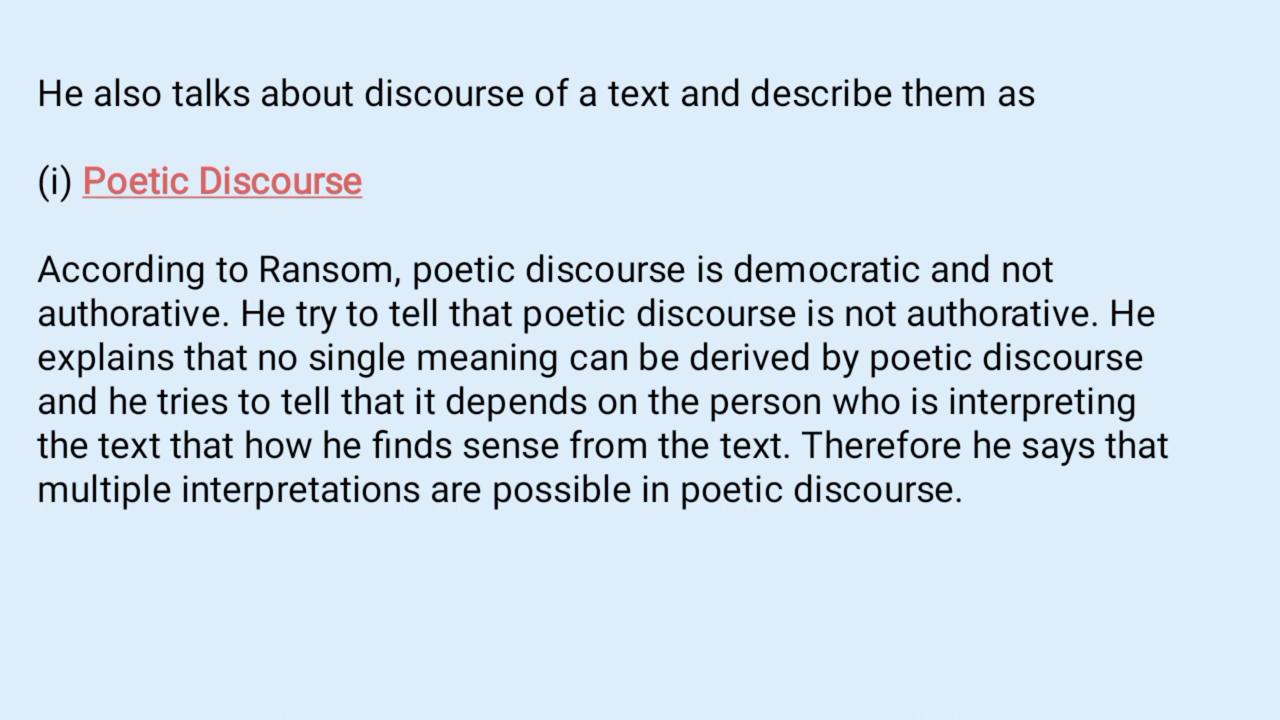 He also talks about discourse of a text and describe them as
(i) Poetic Discourse
According to Ransom, poetic discourse is democratic and not
authorative. He try to tell that poetic discourse is not authorative. He
explains that no single meaning can be derived by poetic discourse
and he tries to tell that it depends on the person who is interpreting
the text that how he finds sense from the text. Therefore he says that
multiple interpretations are possible in poetic discourse.